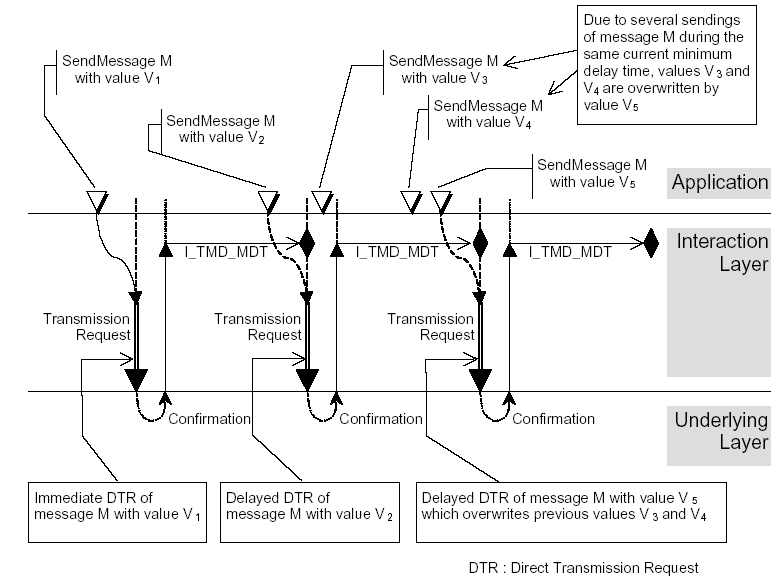 Due to several sendings
of message M during the
same current minimum
delay time, values V3 and
V4 are overwritten by
value V5
SendMessage M
with value V1
SendMessage M
with value V3
SendMessage M
with value V2
SendMessage M
with value V4
SendMessage M
with value V5
Application
Interaction
Layer
I_TMD_MDT
I_TMD_MDT
I_TMD_MDT
Transmission
Request
Transmission
Request
Transmission
Request
Confirmation
Confirmation
Confirmation
Underlying
Layer
Immediate DTR of
message M with value V1
Delayed DTR of
message M with value V2
Delayed DTR of message M with value V5
which overwrites previous values V3 and V4
DTR : Direct Transmission Request